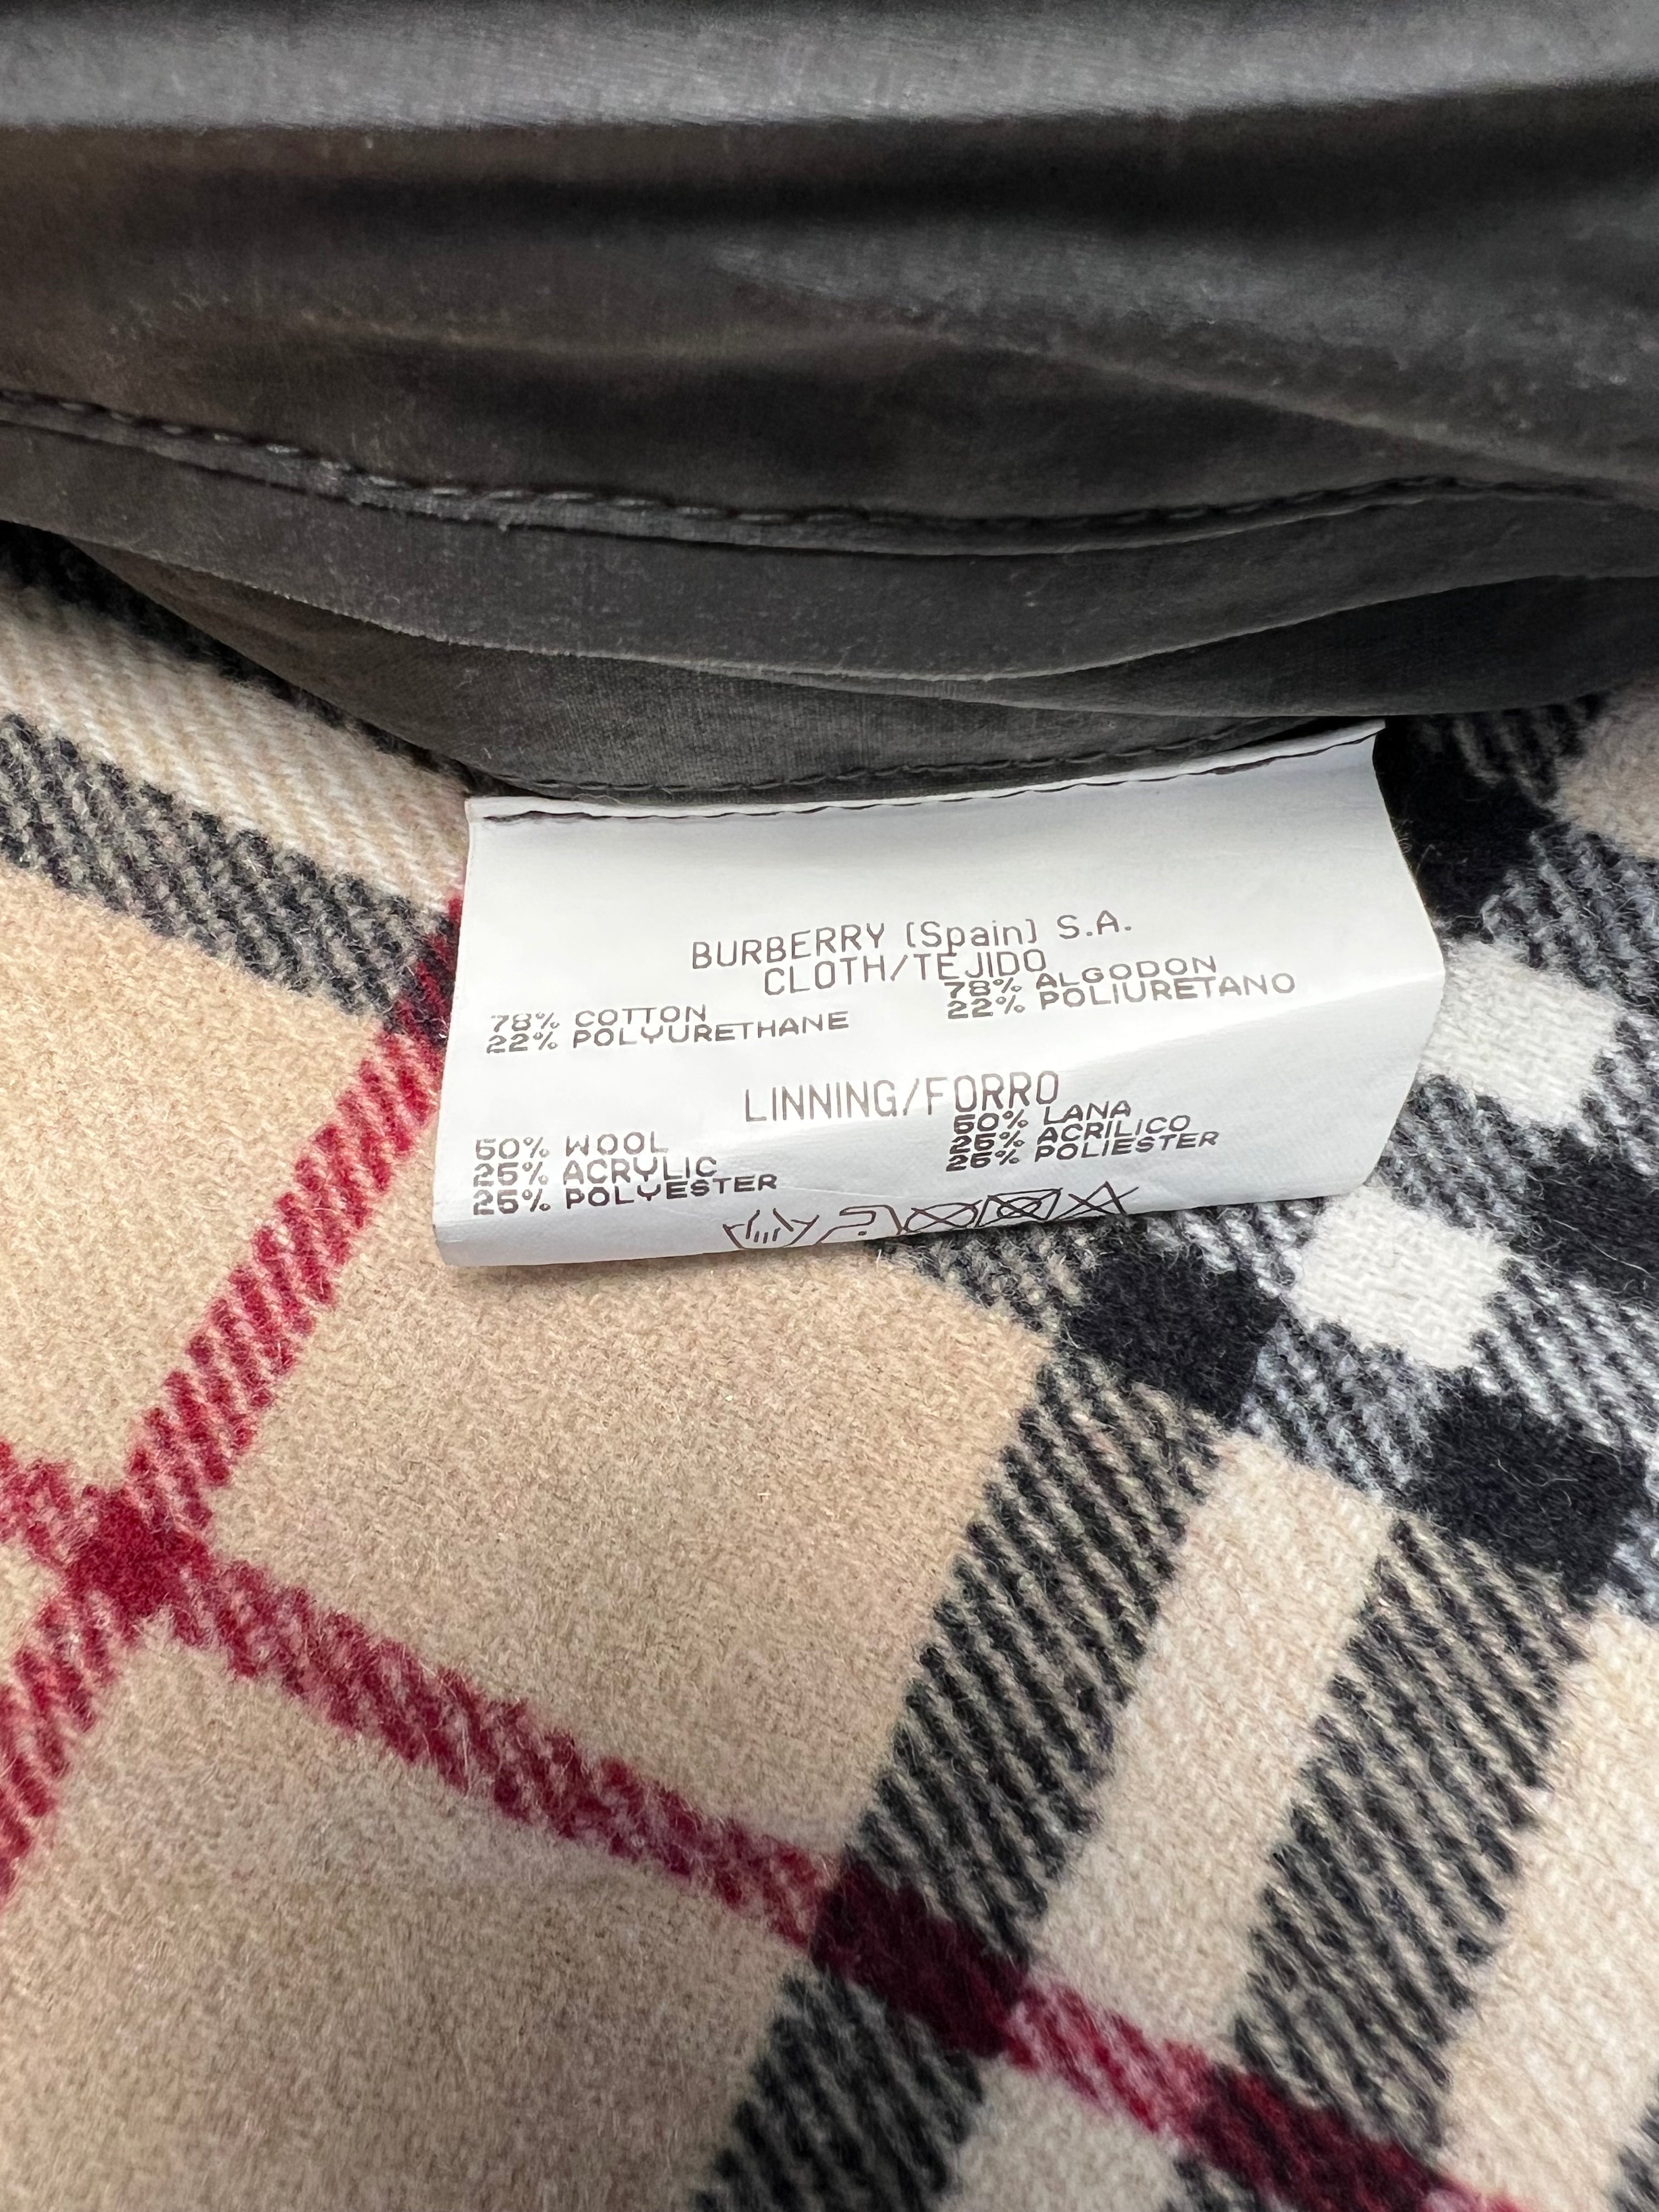 BURBERRY (Spain) S.A.
CLOTH/TEJIDO
78% COTTON
22% POLYURETHANE
78% ALGODON
22% POLIURETANO
LINNING/FORRO
50% WOOL
25% ACRYLIC
25% POLYESTER
50% LANA
25% ACRILICO
25% POLIESTER